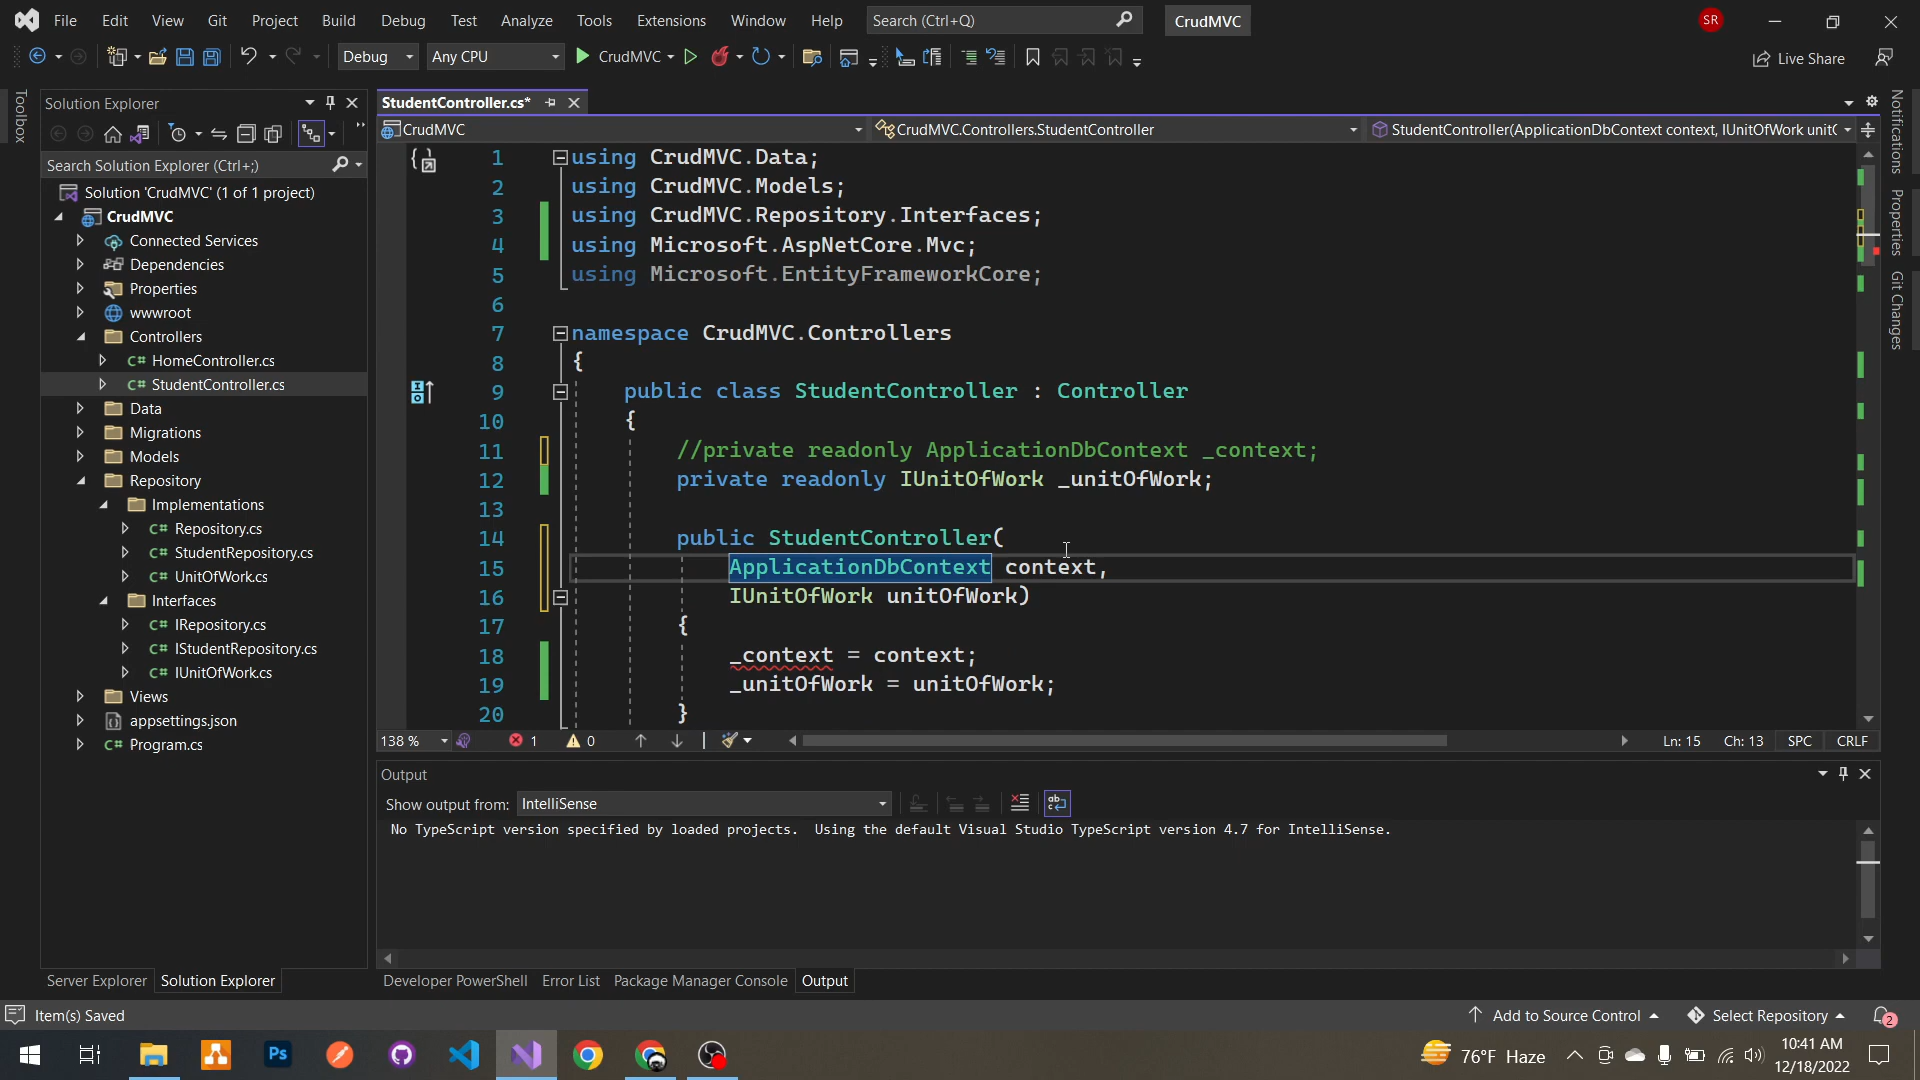 File Edit View Git Project Build Debug Test Analyze Tools Extensions Window Help Search (Ctrl+Q) CrudMVC SR
Debug Any CPU CrudMVC Live Share
Toolbox
Solution Explorer
Search Solution Explorer (Ctrl+;)
Solution 'CrudMVC' (1 of 1 project)
CrudMVC
Connected Services
Dependencies
Properties
wwwroot
Controllers
C# HomeController.cs
C# StudentController.cs
Data
Migrations
Models
Repository
Implementations
C# Repository.cs
C# StudentRepository.cs
C# UnitOfWork.cs
Interfaces
C# IRepository.cs
C# IStudentRepository.cs
C# IUnitOfWork.cs
Views
appsettings.json
C# Program.cs
Server Explorer Solution Explorer
StudentController.cs*
CrudMVC CrudMVC.Controllers.StudentController StudentController(ApplicationDbContext context, IUnitOfWork unitO
1 using CrudMVC.Data;
2 using CrudMVC.Models;
3 using CrudMVC.Repository.Interfaces;
4 using Microsoft.AspNetCore.Mvc;
5 using Microsoft.EntityFrameworkCore;
6
7 namespace CrudMVC.Controllers
8 {
9 public class StudentController : Controller
10 {
11 //private readonly ApplicationDbContext _context;
12 private readonly IUnitOfWork _unitOfWork;
13
14 public StudentController(
15 ApplicationDbContext context,
16 IUnitOfWork unitOfWork)
17 {
18 _context = context;
19 _unitOfWork = unitOfWork;
20 }
138 % 1 0 Ln: 15 Ch: 13 SPC CRLF
Output
Show output from: IntelliSense
No TypeScript version specified by loaded projects. Using the default Visual Studio TypeScript version 4.7 for IntelliSense.
Developer PowerShell Error List Package Manager Console Output
Notifications
Properties
Git Changes
Item(s) Saved Add to Source Control Select Repository 2
Ps 76°F Haze 10:41 AM
12/18/2022